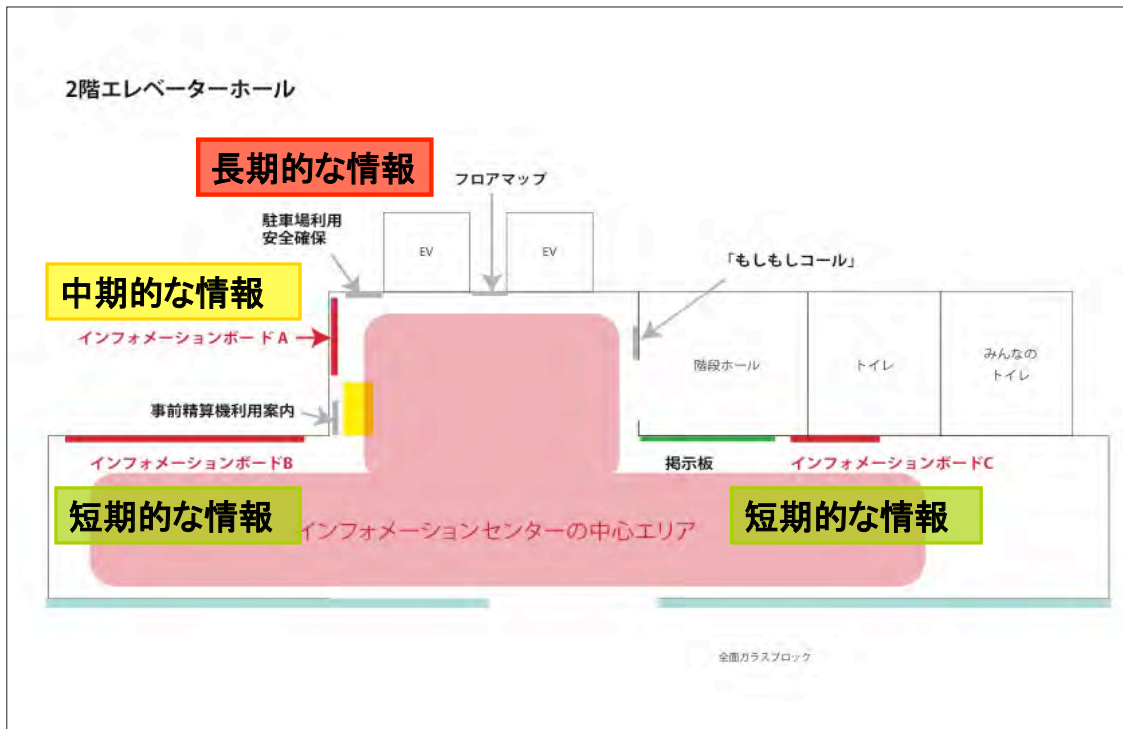 2階エレベーターホール
長期的な情報
フロアマップ
駐車場利用
安全確保
EV
EV
「もしもしコール」
中期的な情報
インフォメーションボードA
階段ホール
トイレ
みんなの
トイレ
事前精算機利用案内
インフォメーションボードB
掲示板
インフォメーションボードC
短期的な情報
インフォメーションセンターの中心エリア
短期的な情報
全面ガラスブロック